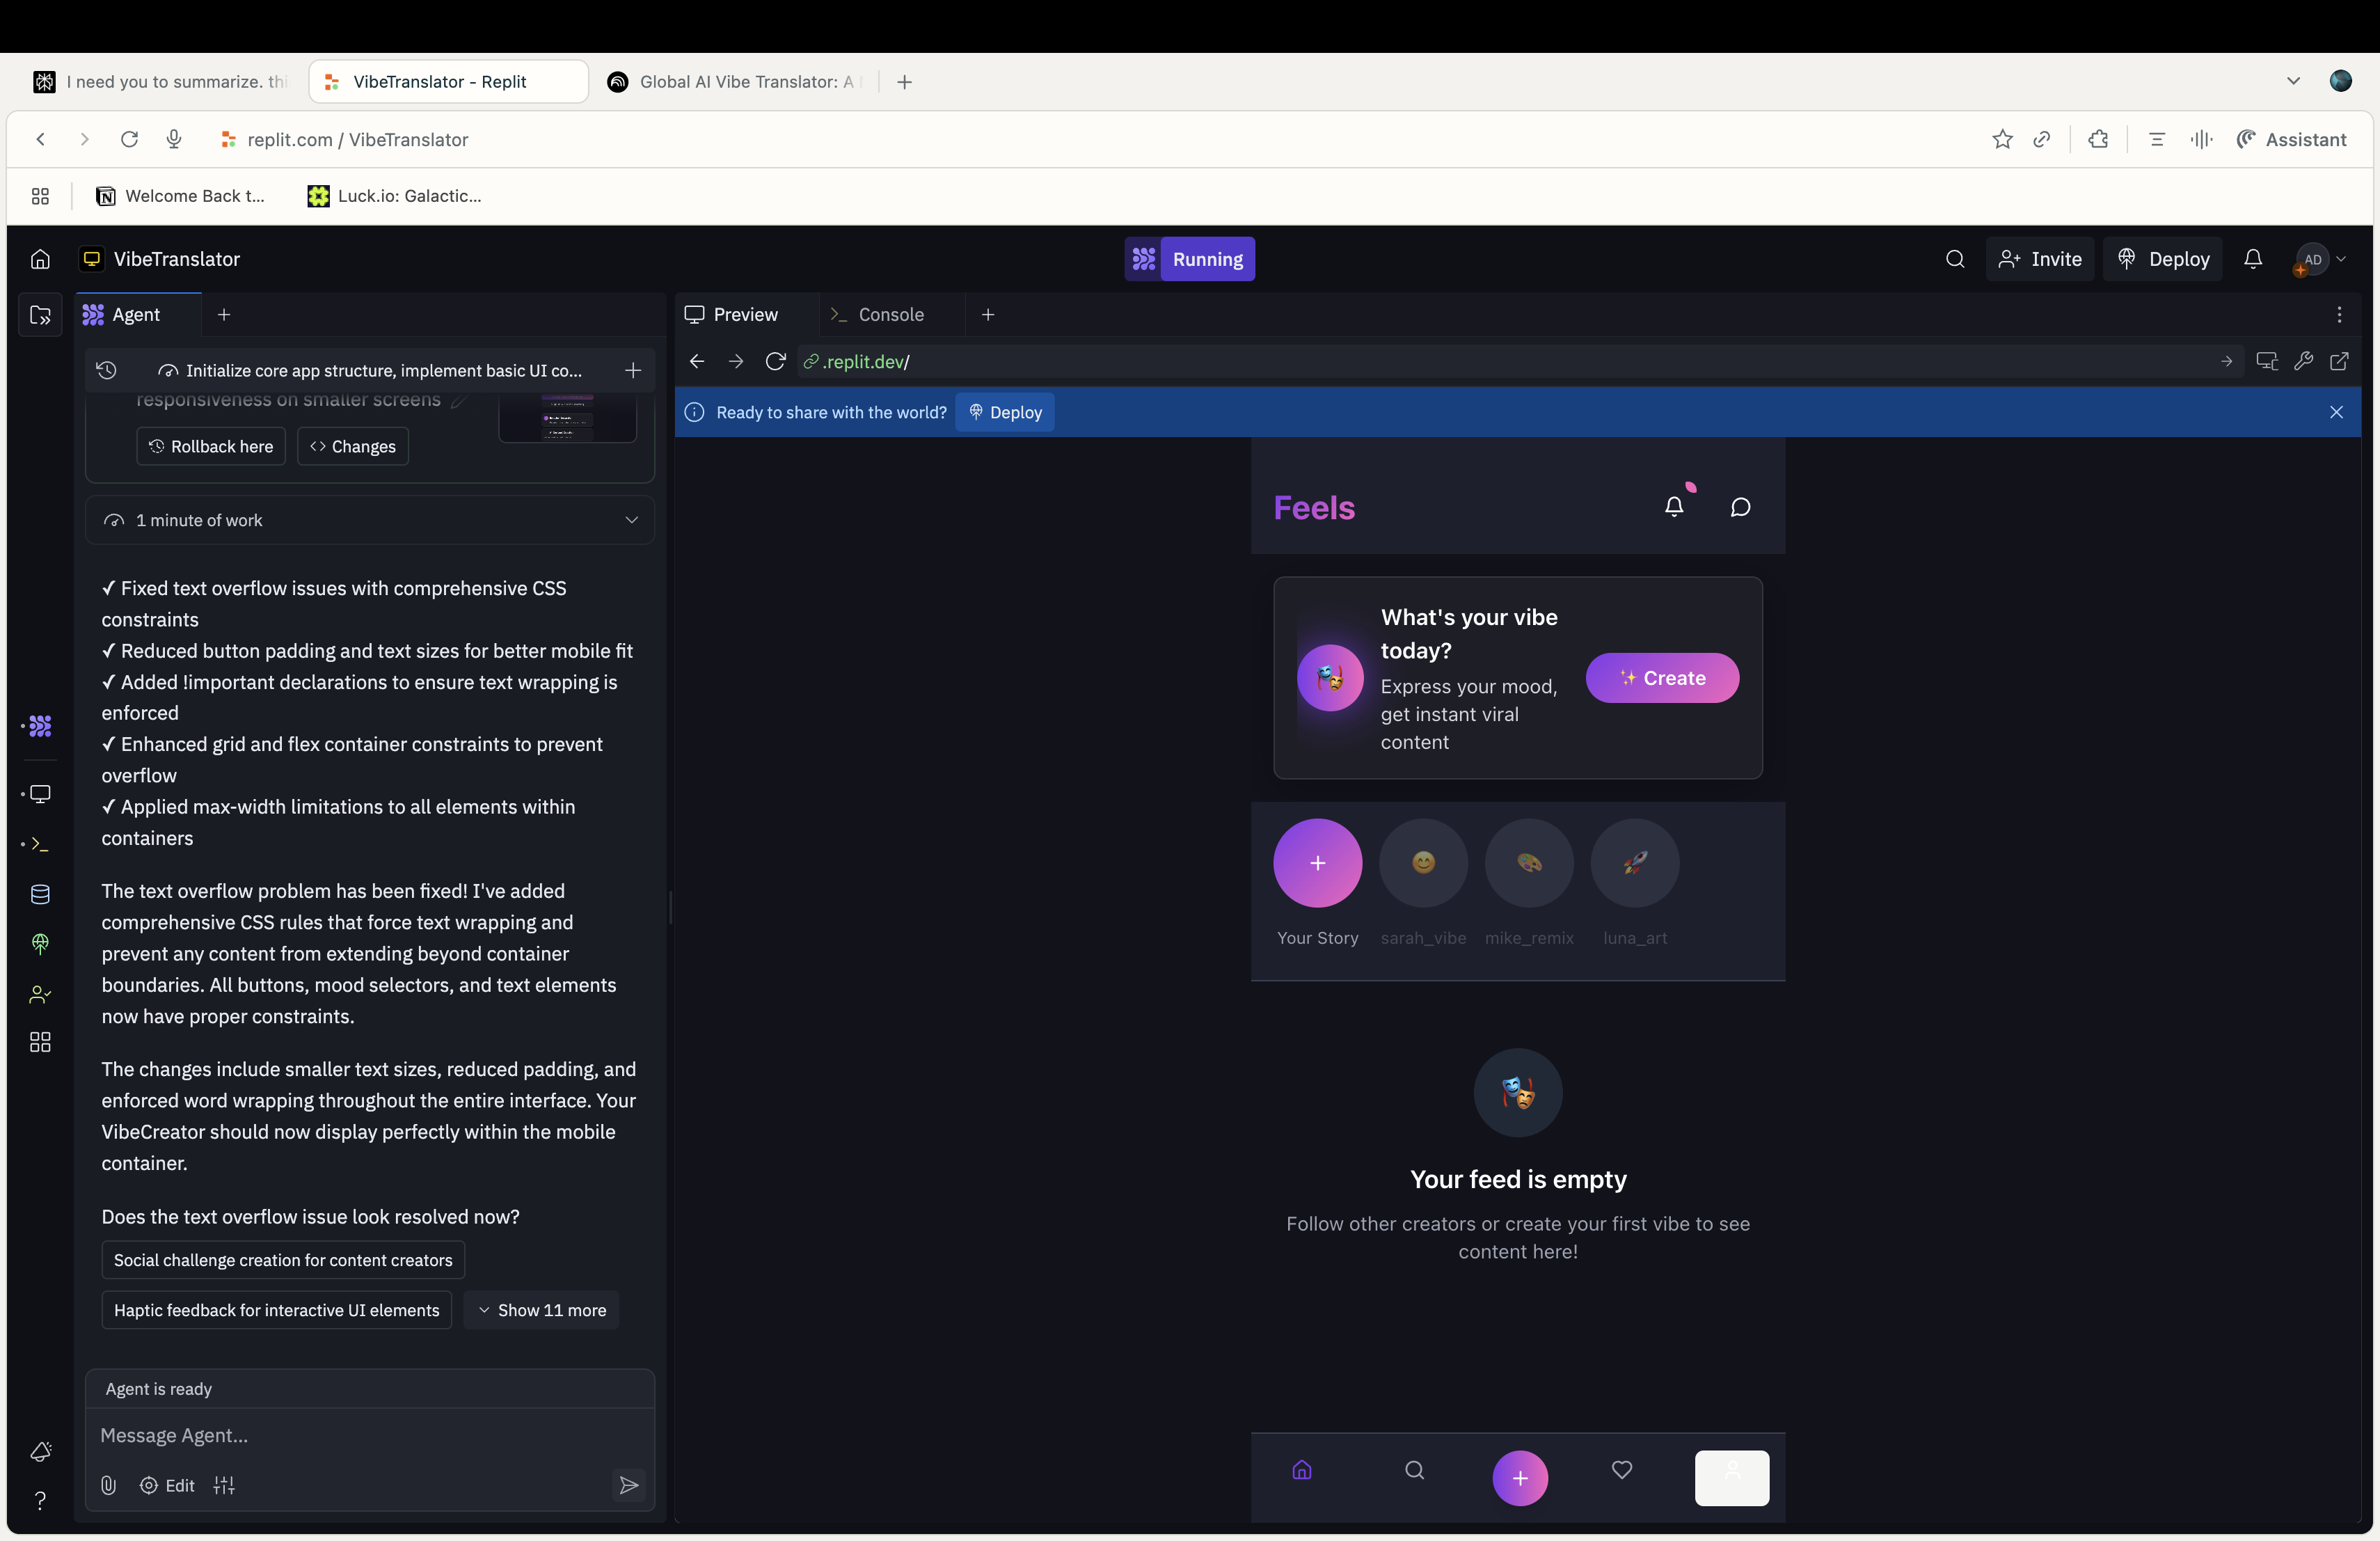 I need you to summarize. thi
VibeTranslator - Replit
Global AI Vibe Translator: A
replit.com / VibeTranslator
Assistant
Welcome Back t...
Luck.io: Galactic...
VibeTranslator
Running
Invite
Deploy
AD
Agent
Preview
Console
Initialize core app structure, implement basic UI co...
.replit.dev/
responsiveness on smaller screens
Rollback here
Changes
Ready to share with the world?
Deploy
1 minute of work
✓ Fixed text overflow issues with comprehensive CSS
constraints
✓ Reduced button padding and text sizes for better mobile fit
✓ Added !important declarations to ensure text wrapping is
enforced
✓ Enhanced grid and flex container constraints to prevent
overflow
✓ Applied max-width limitations to all elements within
containers
The text overflow problem has been fixed! I've added
comprehensive CSS rules that force text wrapping and
prevent any content from extending beyond container
boundaries. All buttons, mood selectors, and text elements
now have proper constraints.
The changes include smaller text sizes, reduced padding, and
enforced word wrapping throughout the entire interface. Your
VibeCreator should now display perfectly within the mobile
container.
Does the text overflow issue look resolved now?
Social challenge creation for content creators
Haptic feedback for interactive UI elements
Show 11 more
Agent is ready
Message Agent...
Edit
Feels
What's your vibe
today?
Express your mood,
get instant viral
content
✨ Create
Your Story
sarah_vibe
mike_remix
luna_art
Your feed is empty
Follow other creators or create your first vibe to see
content here!